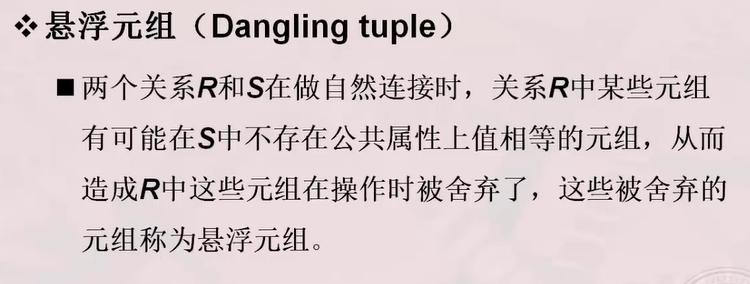 ❖悬浮元组（Dangling tuple）
■两个关系R和S在做自然连接时，关系R中某些元组
有可能在S中不存在公共属性上值相等的元组，从而
造成R中这些元组在操作时被舍弃了，这些被舍弃的
元组称为悬浮元组。